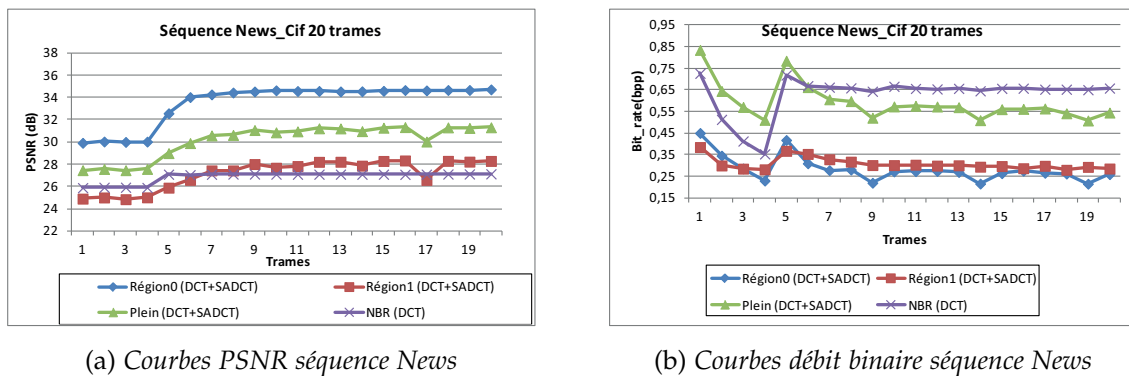 Séquence News_Cif 20 trames
PSNR (dB)
38
36
34
32
30
28
26
24
22
1 3 5 7 9 11 13 15 17 19
Trames
Région0 (DCT+SADCT) Région1 (DCT+SADCT)
Plein (DCT+SADCT) NBR (DCT)
(a) Courbes PSNR séquence News
Séquence News_Cif 20 trames
Bit_rate(bpp)
0,85
0,75
0,65
0,55
0,45
0,35
0,25
0,15
1 3 5 7 9 11 13 15 17 19
Trames
Région0 (DCT+SADCT) Région1 (DCT+SADCT)
Plein (DCT+SADCT) NBR (DCT)
(b) Courbes débit binaire séquence News